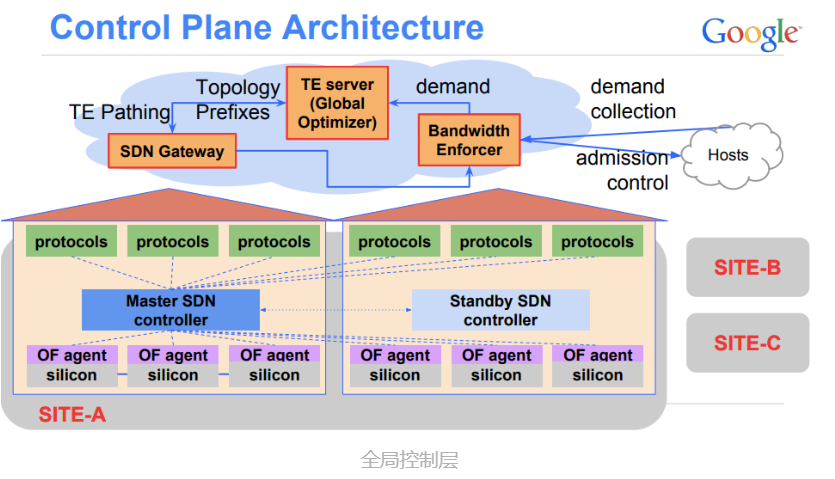 Control Plane Architecture
Google
Topology
Prefixes
TE Pathing
TE server
(Global
Optimizer)
demand
demand
collection
SDN Gateway
Bandwidth
Enforcer
admission
control
Hosts
protocols
protocols
protocols
protocols
protocols
protocols
Master SDN
controller
Standby SDN
controller
OF agent
silicon
OF agent
silicon
OF agent
silicon
OF agent
silicon
OF agent
silicon
OF agent
silicon
SITE-A
SITE-B
SITE-C
全局控制层